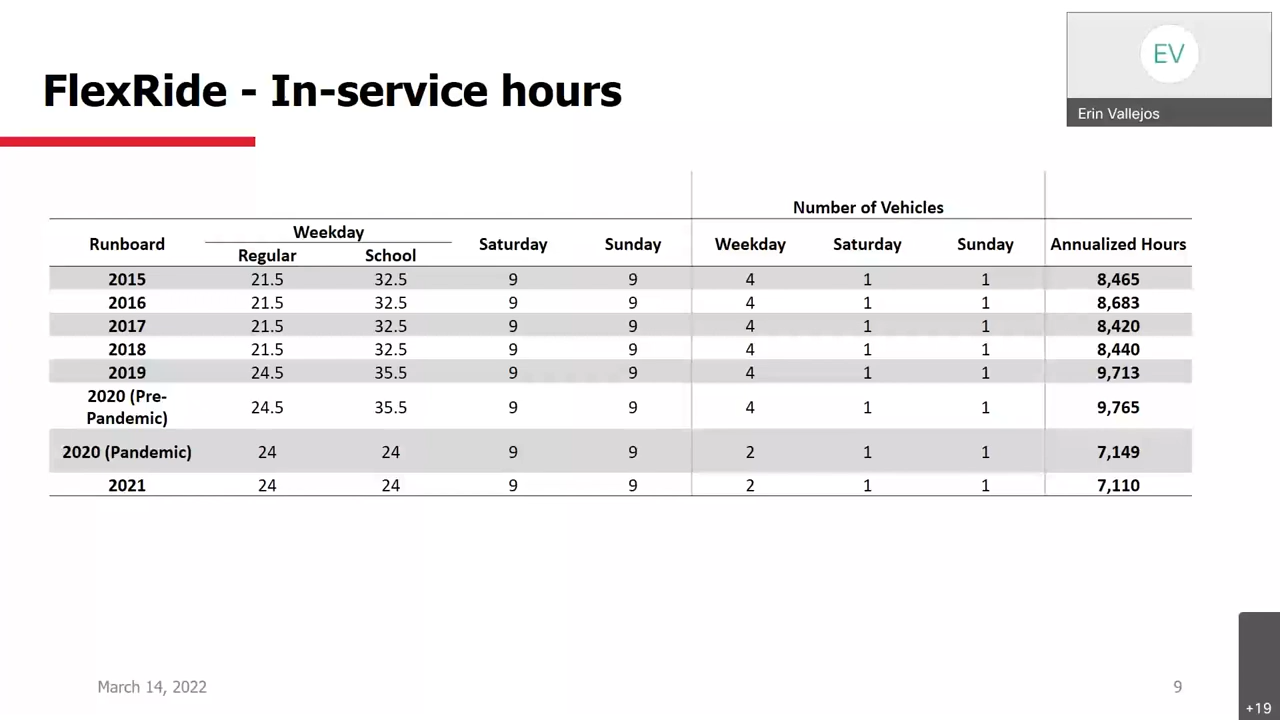 EV
Erin Vallejos
FlexRide - In-service hours
Number of Vehicles
Runboard Weekday Saturday Sunday Weekday Saturday Sunday Annualized Hours
Regular School
2015 21.5 32.5 9 9 4 1 1 8,465
2016 21.5 32.5 9 9 4 1 1 8,683
2017 21.5 32.5 9 9 4 1 1 8,420
2018 21.5 32.5 9 9 4 1 1 8,440
2019 24.5 35.5 9 9 4 1 1 9,713
2020 (Pre-
Pandemic) 24.5 35.5 9 9 4 1 1 9,765
2020 (Pandemic) 24 24 9 9 2 1 1 7,149
2021 24 24 9 9 2 1 1 7,110
March 14, 2022 9
+19